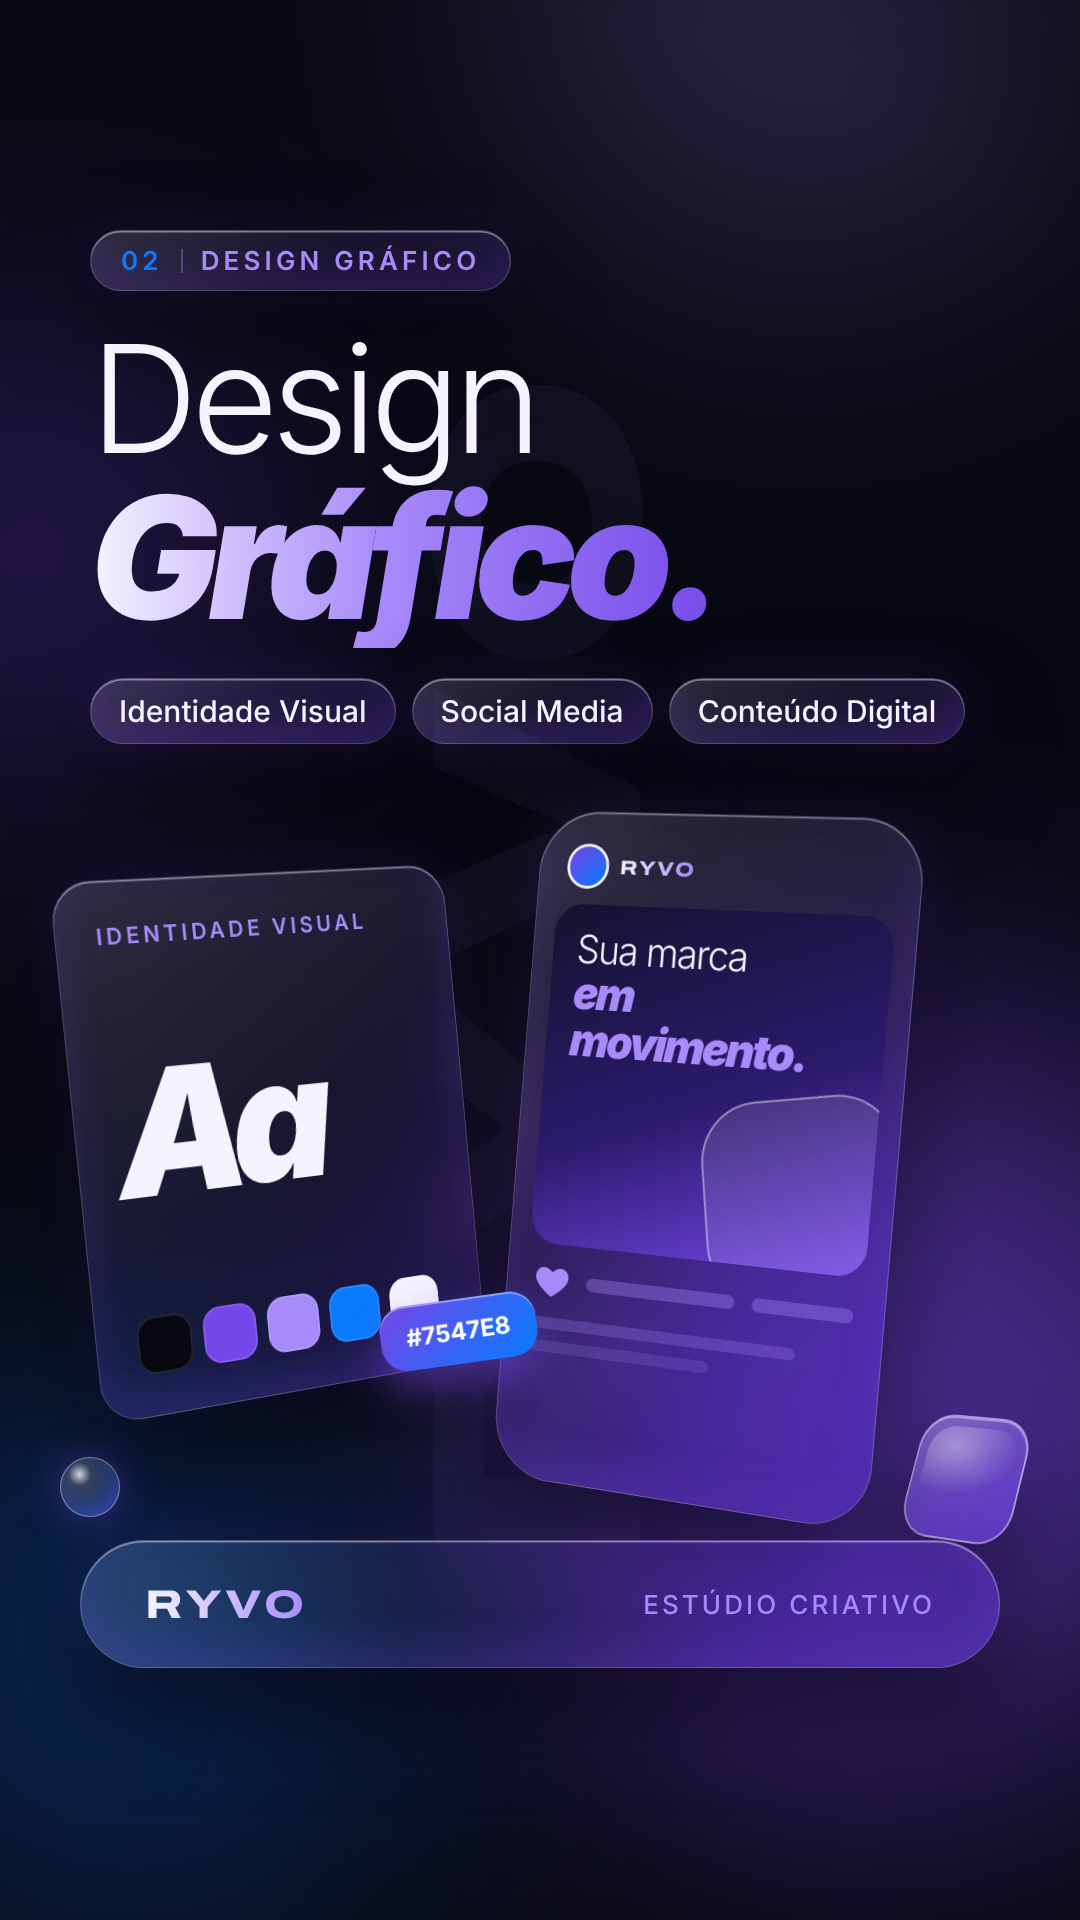 02 | DESIGN GRÁFICO
Design
Gráfico.
Identidade Visual
Social Media
Conteúdo Digital
IDENTIDADE VISUAL
Aa
#7547E8
RYVO
Sua marca
em
movimento.
RYVO
ESTÚDIO CRIATIVO
RYVO